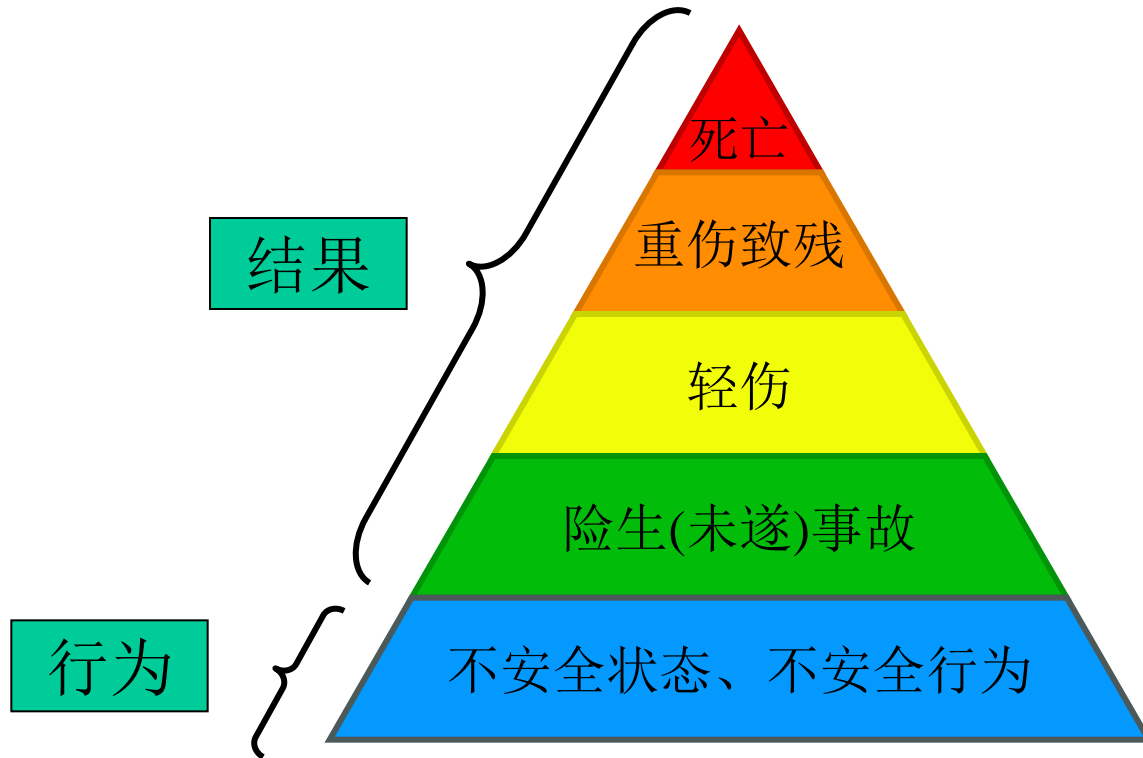 死亡
重伤致残
结果
轻伤
险生(未遂)事故
行为
不安全状态、不安全行为